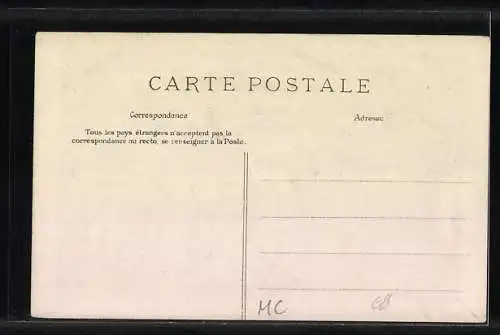 CARTE POSTALE
Correspondance
Adresse
Tous les pays étrangers n'acceptent pas la
correspondance au recto, se renseigner à la Poste.
MC